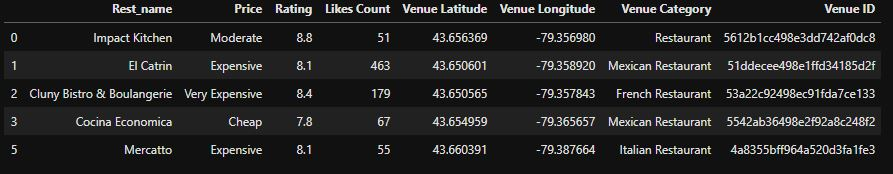 Rest_name Price Rating Likes Count Venue Latitude Venue Longitude Venue Category Venue ID
0 Impact Kitchen Moderate 8.8 51 43.656369 -79.356980 Restaurant 5612b1cc498e3dd742af0dc8
1 El Catrin Expensive 8.1 463 43.650601 -79.358920 Mexican Restaurant 51ddecee498e1ffd34185d2f
2 Cluny Bistro & Boulangerie Very Expensive 8.4 179 43.650565 -79.357843 French Restaurant 53a22c92498ec91fda7ce133
3 Cocina Economica Cheap 7.8 67 43.654959 -79.365657 Mexican Restaurant 5542ab36498e2f92a8c248f2
5 Mercatto Expensive 8.1 55 43.660391 -79.387664 Italian Restaurant 4a8355bff964a520d3fa1fe3